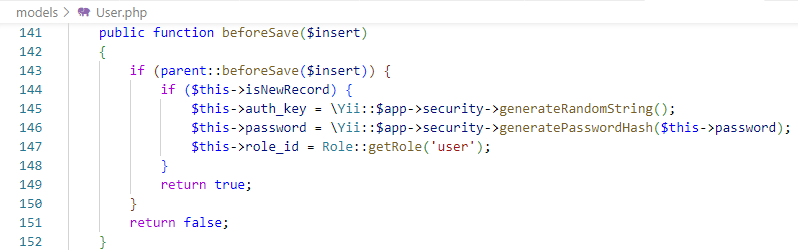 models > User.php
141 public function beforeSave($insert)
142 {
143 if (parent::beforeSave($insert)) {
144 if ($this->isNewRecord) {
145 $this->auth_key = \Yii::$app->security->generateRandomString();
146 $this->password = \Yii::$app->security->generatePasswordHash($this->password);
147 $this->role_id = Role::getRole('user');
148 }
149 return true;
150 }
151 return false;
152 }